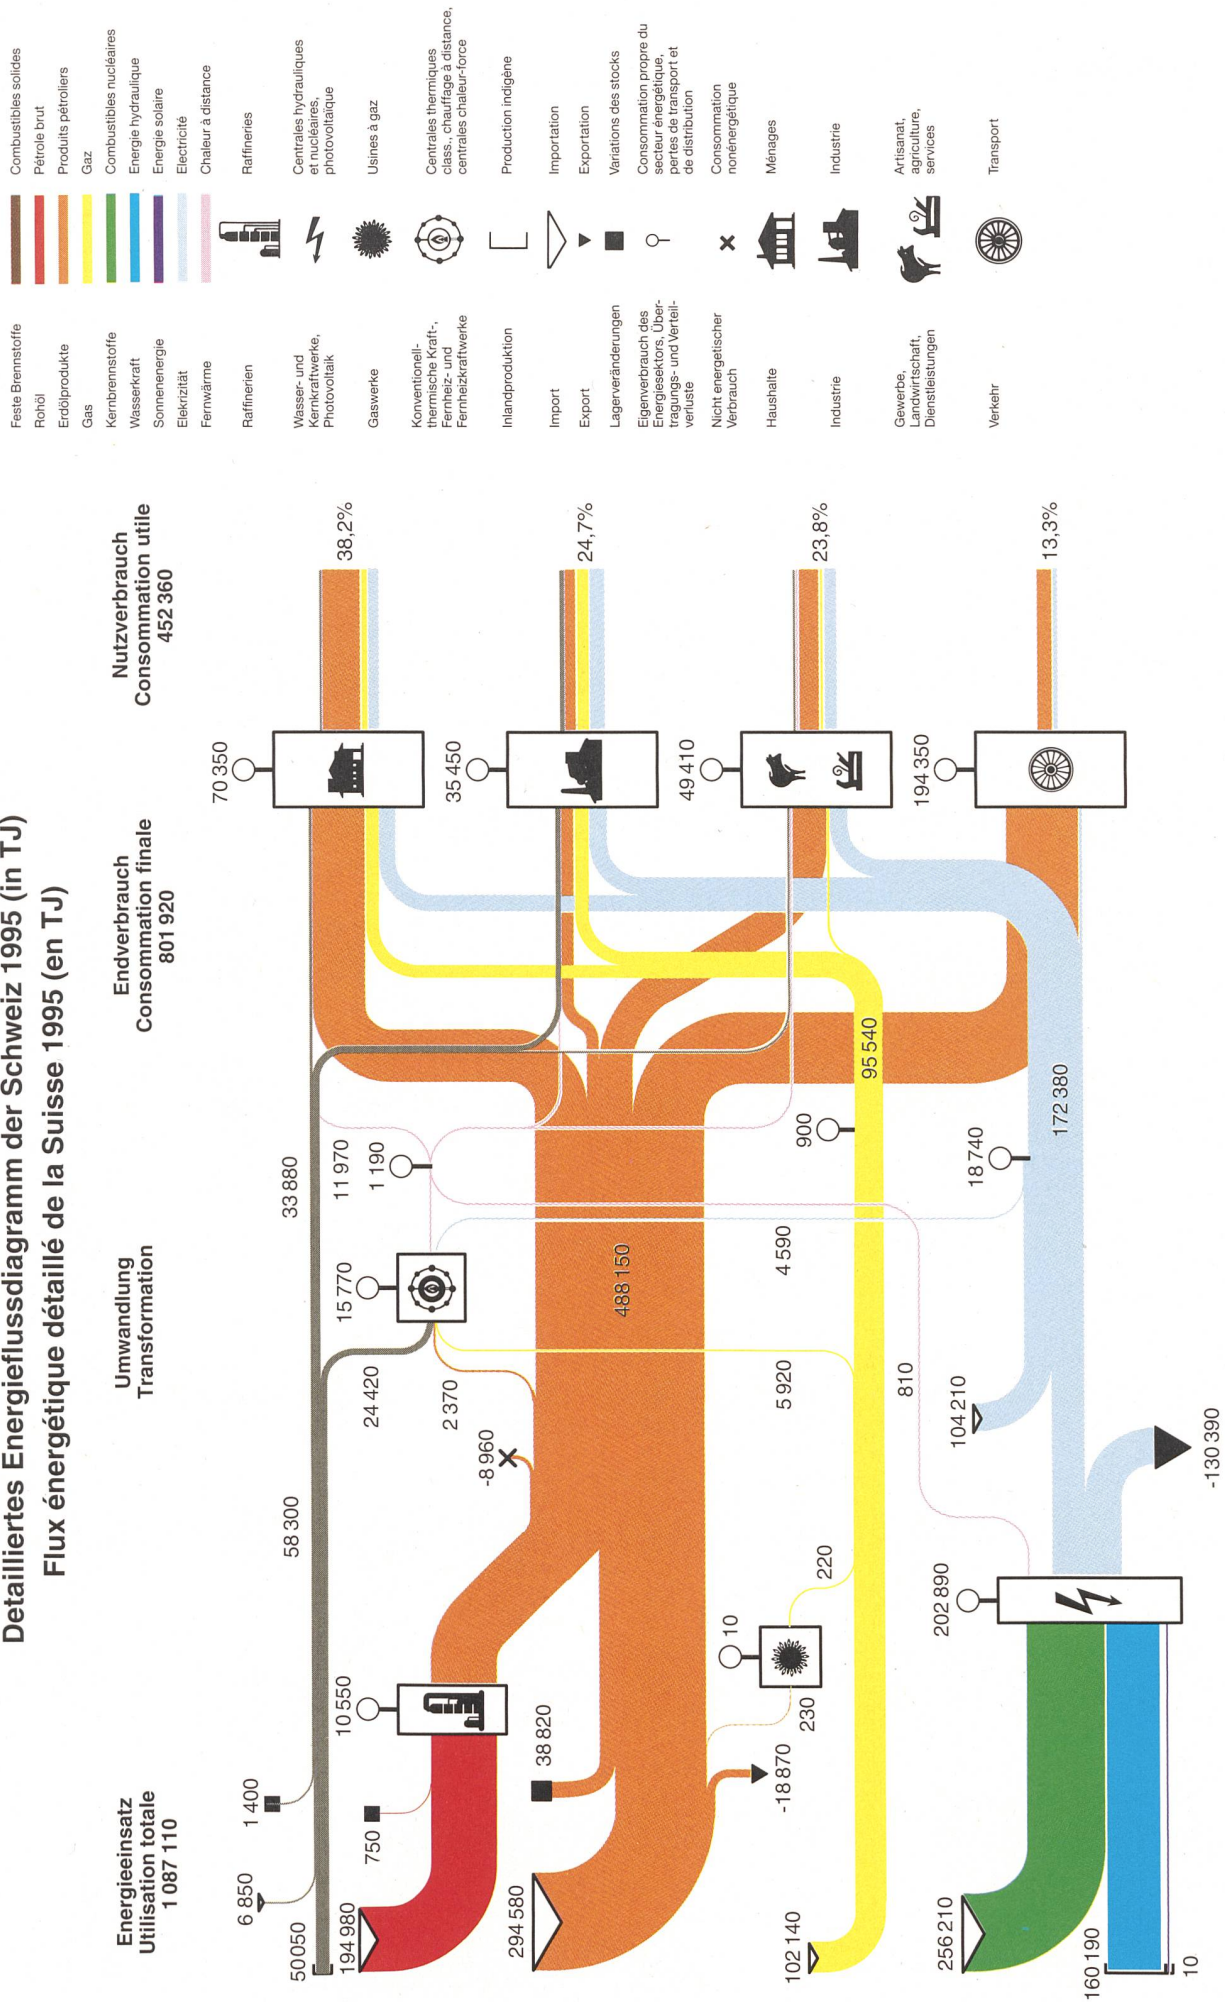 Detailliertes Energieflussdiagramm der Schweiz 1995 (in TJ)
Flux énergétique détaillé de la Suisse 1995 (en TJ)
Energieeinsatz
Utilisation totale
1 087 110
Umwandlung
Transformation
Endverbrauch
Consommation finale
801 920
Nutzverbrauch
Consommation utile
452 360
6 850
1 400
50 050
58 300
33 880
194 980
750
10 550
24 420
15 770
2 370
11 970
1 190
294 580
38 820
-18 870
-8 960
488 150
230
10
220
102 140
5 920
4 590
900
95 540
810
256 210
160 190
10
202 890
104 210
-130 390
18 740
172 380
70 350
35 450
49 410
194 350
38,2%
24,7%
23,8%
13,3%
Feste Brennstoffe
Combustibles solides
Rohöl
Pétrole brut
Erdölprodukte
Produits pétroliers
Gas
Gaz
Kernbrennstoffe
Combustibles nucléaires
Wasserkraft
Energie hydraulique
Sonnenenergie
Energie solaire
Elekrizität
Electricité
Fernwärme
Chaleur à distance
Raffinerien
Raffineries
Wasser- und
Kernkraftwerke,
Photovoltaik
Centrales hydrauliques
et nucléaires,
photovoltaïque
Gaswerke
Usines à gaz
Konventionell-
thermische Kraft-,
Fernheiz- und
Fernheizkraftwerke
Centrales thermiques
class., chauffage à distance,
centrales chaleur-force
Inlandproduktion
Production indigène
Import
Importation
Export
Exportation
Lagerveränderungen
Variations des stocks
Eigenverbrauch des
Energiesektors, Über-
tragungs- und Verteil-
verluste
Consommation propre du
secteur énergétique,
pertes de transport et
de distribution
Nicht energetischer
Verbrauch
Consommation
nonénergétique
Haushalte
Ménages
Industrie
Industrie
Gewerbe,
Landwirtschaft,
Dienstleistungen
Artisanat,
agriculture,
services
Verkehr
Transport